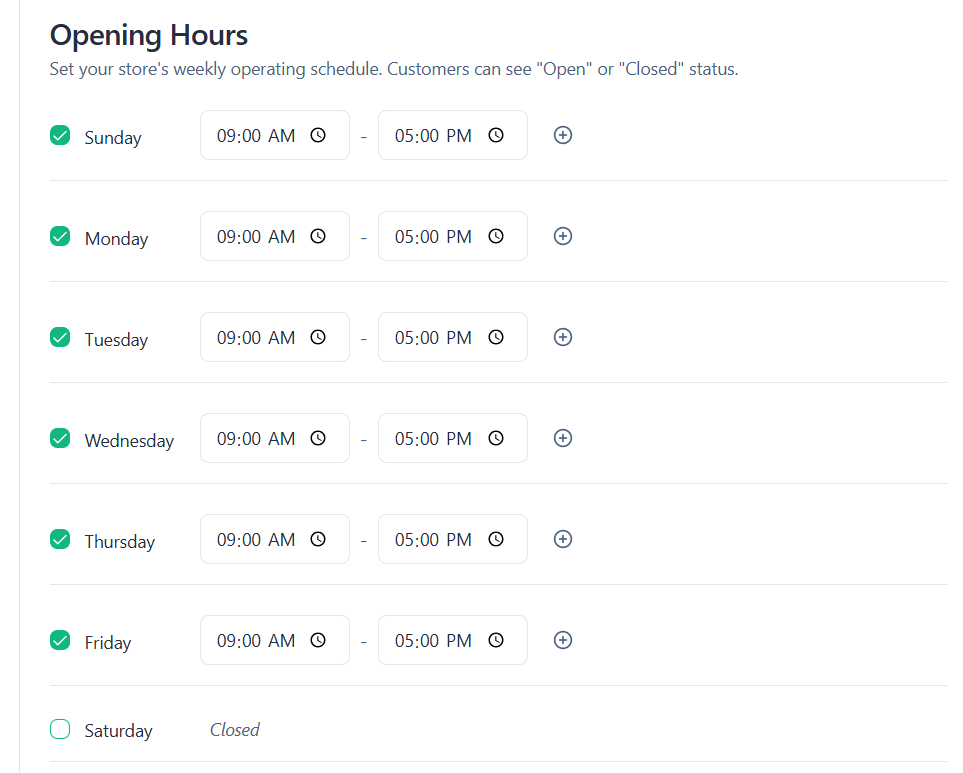 Opening Hours
Set your store's weekly operating schedule. Customers can see "Open" or "Closed" status.
Sunday 09:00 AM - 05:00 PM
Monday 09:00 AM - 05:00 PM
Tuesday 09:00 AM - 05:00 PM
Wednesday 09:00 AM - 05:00 PM
Thursday 09:00 AM - 05:00 PM
Friday 09:00 AM - 05:00 PM
Saturday Closed